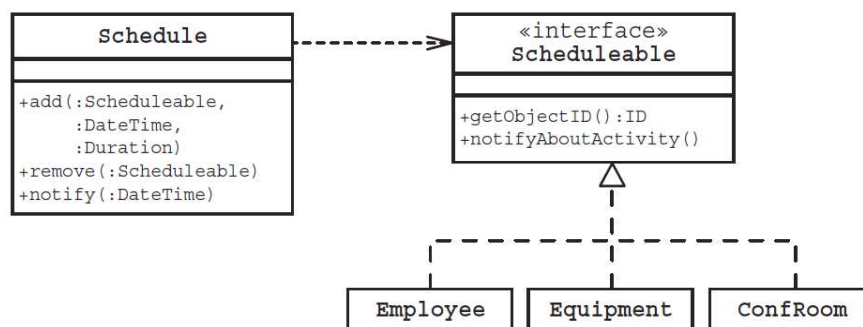 Schedule
+add(:Scheduleable,
:DateTime,
:Duration)
+remove(:Scheduleable)
+notify(:DateTime)
«interface»
Scheduleable
+getObjectID():ID
+notifyAboutActivity()
Employee
Equipment
ConfRoom